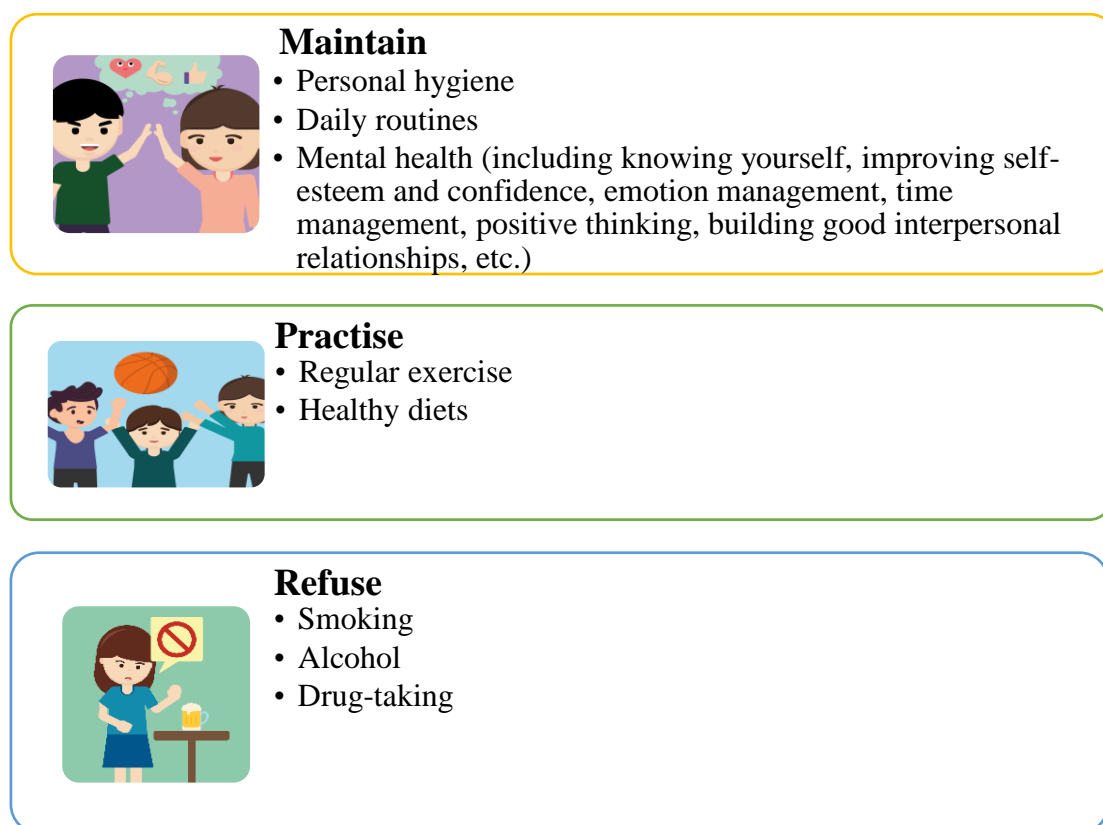 Maintain
• Personal hygiene
• Daily routines
• Mental health (including knowing yourself, improving self-
esteem and confidence, emotion management, time
management, positive thinking, building good interpersonal
relationships, etc.)
Practise
• Regular exercise
• Healthy diets
Refuse
• Smoking
• Alcohol
• Drug-taking